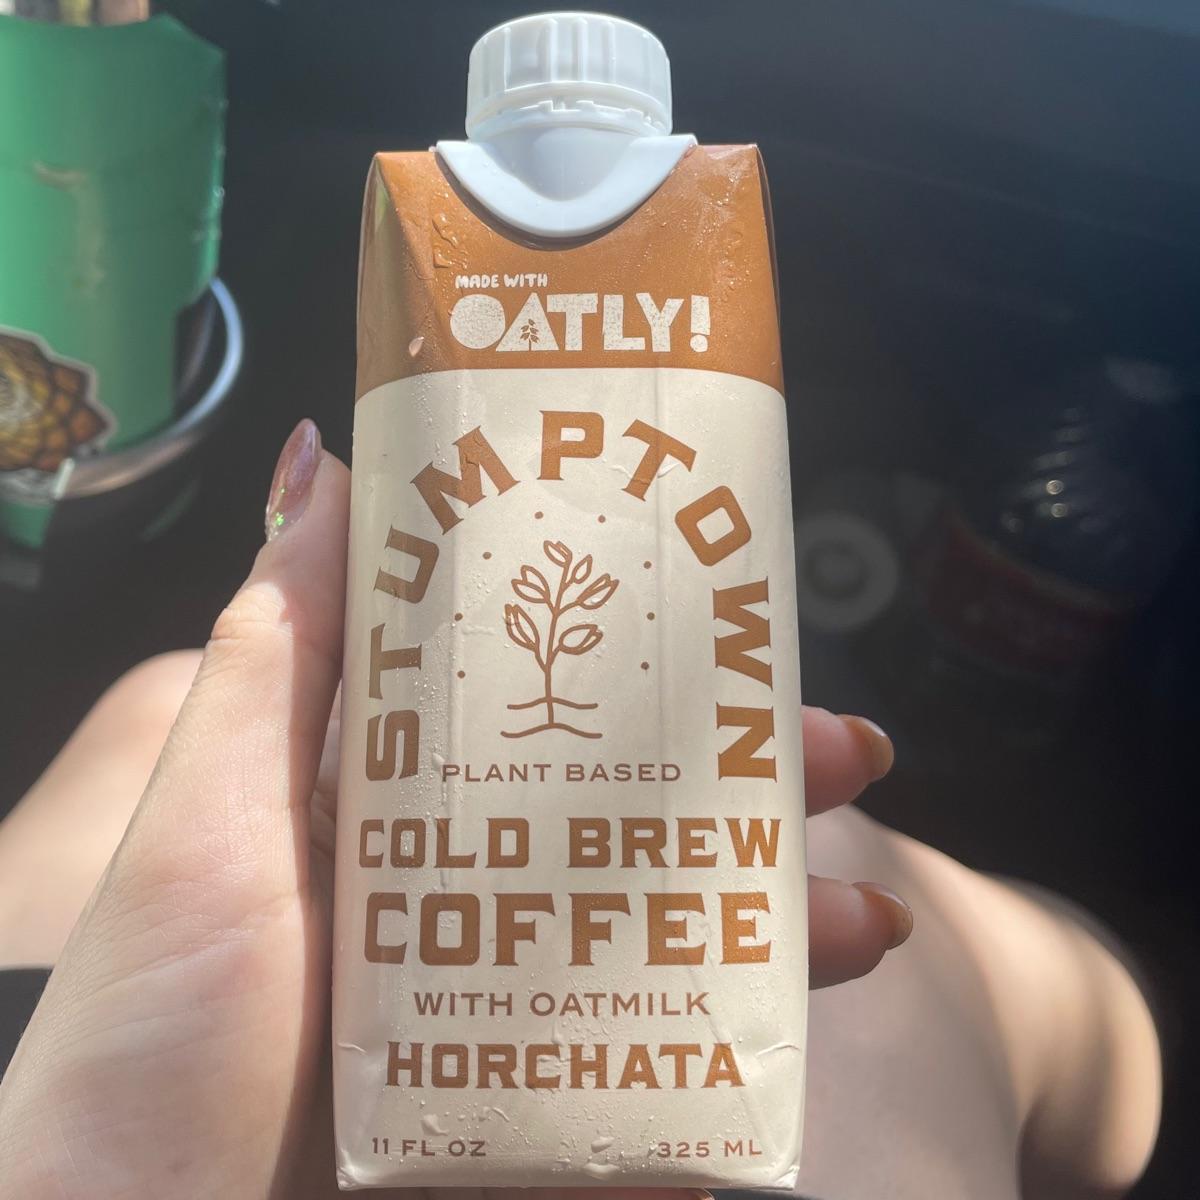 MADE WITH
OATLY!
STUMPTOWN
PLANT BASED
COLD BREW
COFFEE
WITH OATMILK
HORCHATA
11 FL OZ 325 ML